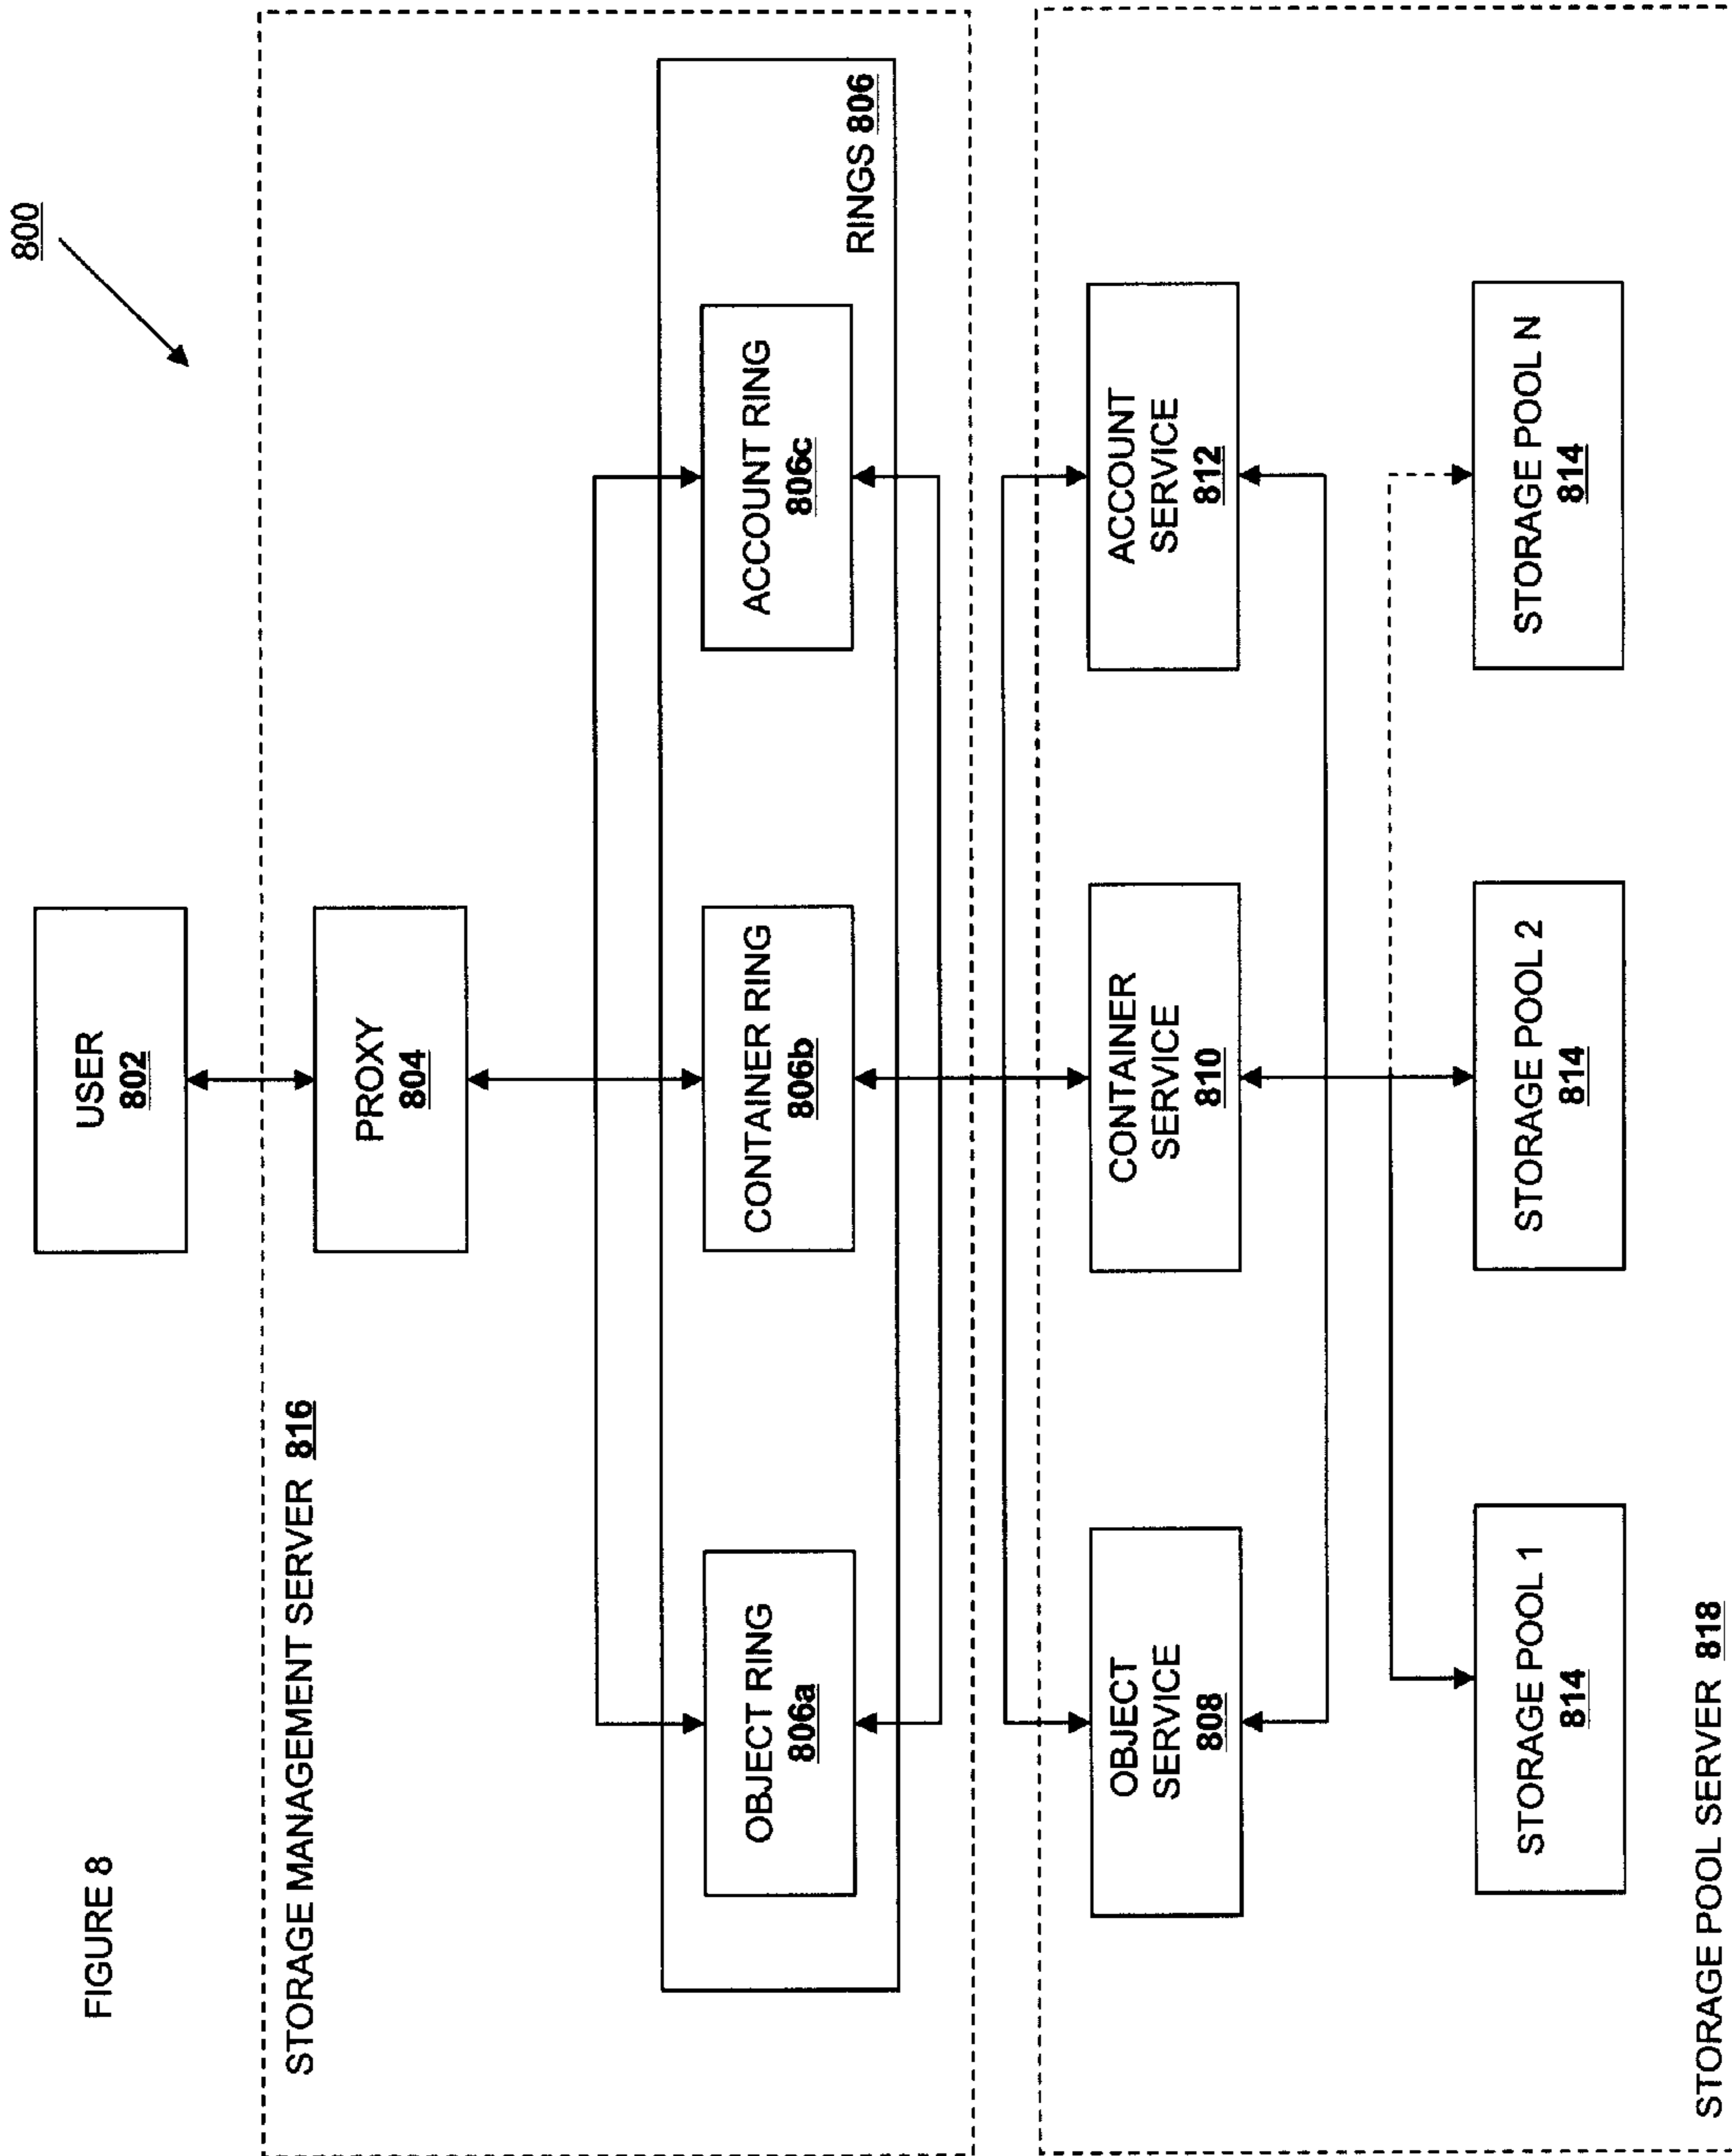 FIGURE 8
800
USER
802
STORAGE MANAGEMENT SERVER 816
PROXY
804
OBJECT RING
806a
CONTAINER RING
806b
ACCOUNT RING
806c
RINGS 806
OBJECT
SERVICE
808
CONTAINER
SERVICE
810
ACCOUNT
SERVICE
812
STORAGE POOL 1
814
STORAGE POOL 2
814
STORAGE POOL N
814
STORAGE POOL SERVER 818